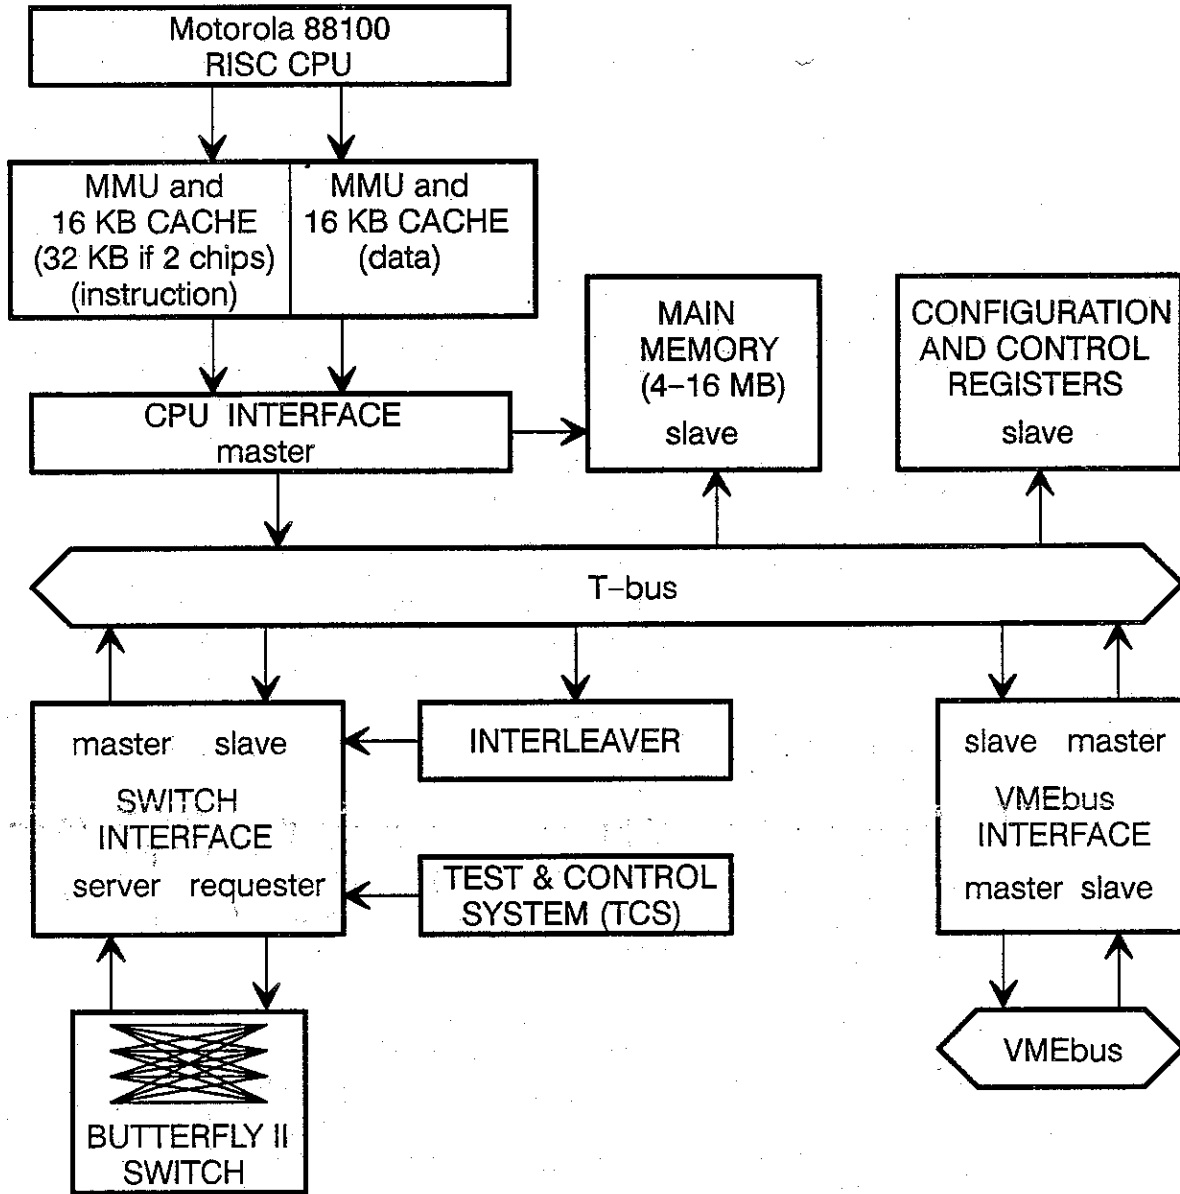 Motorola 88100
RISC CPU
MMU and
16 KB CACHE
(32 KB if 2 chips)
(instruction)
MMU and
16 KB CACHE
(data)
MAIN
MEMORY
(4–16 MB)
slave
CONFIGURATION
AND CONTROL
REGISTERS
slave
CPU INTERFACE
master
T–bus
master slave
SWITCH
INTERFACE
server requester
INTERLEAVER
TEST & CONTROL
SYSTEM (TCS)
slave master
VMEbus
INTERFACE
master slave
BUTTERFLY II
SWITCH
VMEbus